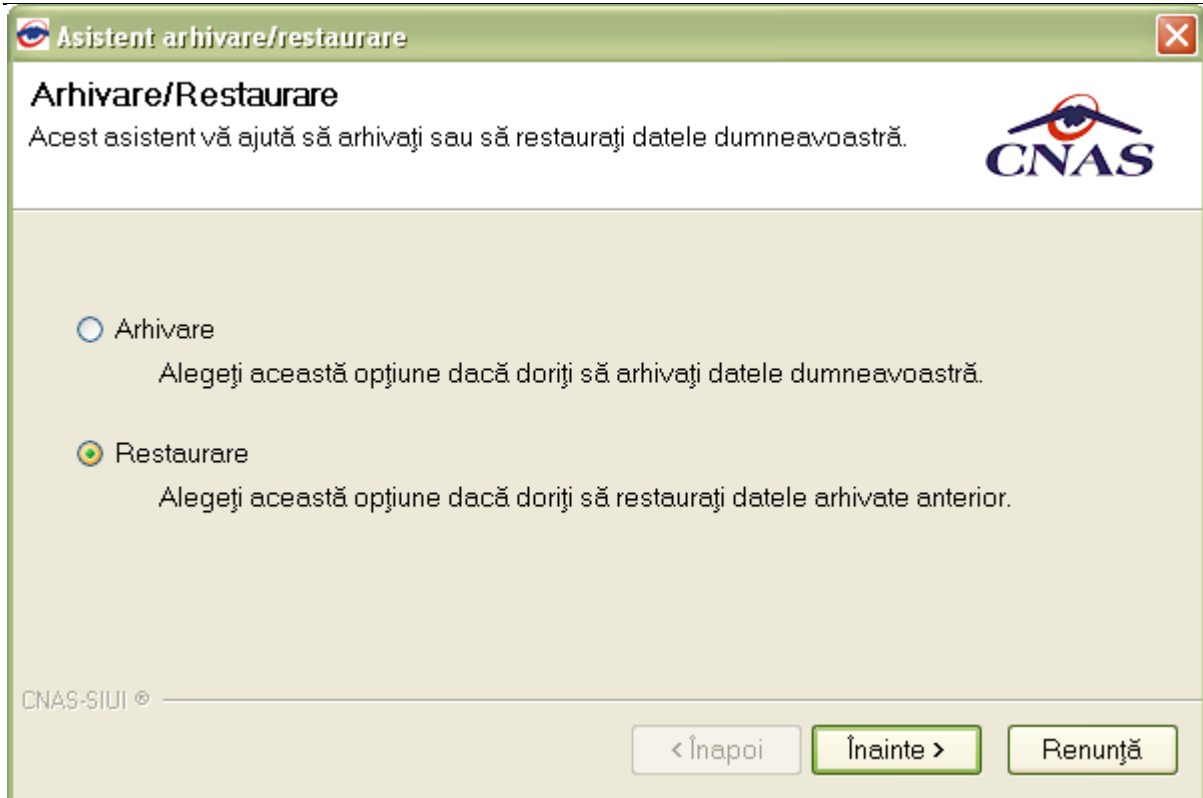 Asistent arhivare/restaurare
Arhivare/Restaurare
Acest asistent vă ajută să arhivaţi sau să restauraţi datele dumneavoastră.
CNAS
Arhivare
Alegeţi această opţiune dacă doriţi să arhivaţi datele dumneavoastră.
Restaurare
Alegeţi această opţiune dacă doriţi să restauraţi datele arhivate anterior.
CNAS-SIUI ®
< Înapoi
Înainte >
Renunţă